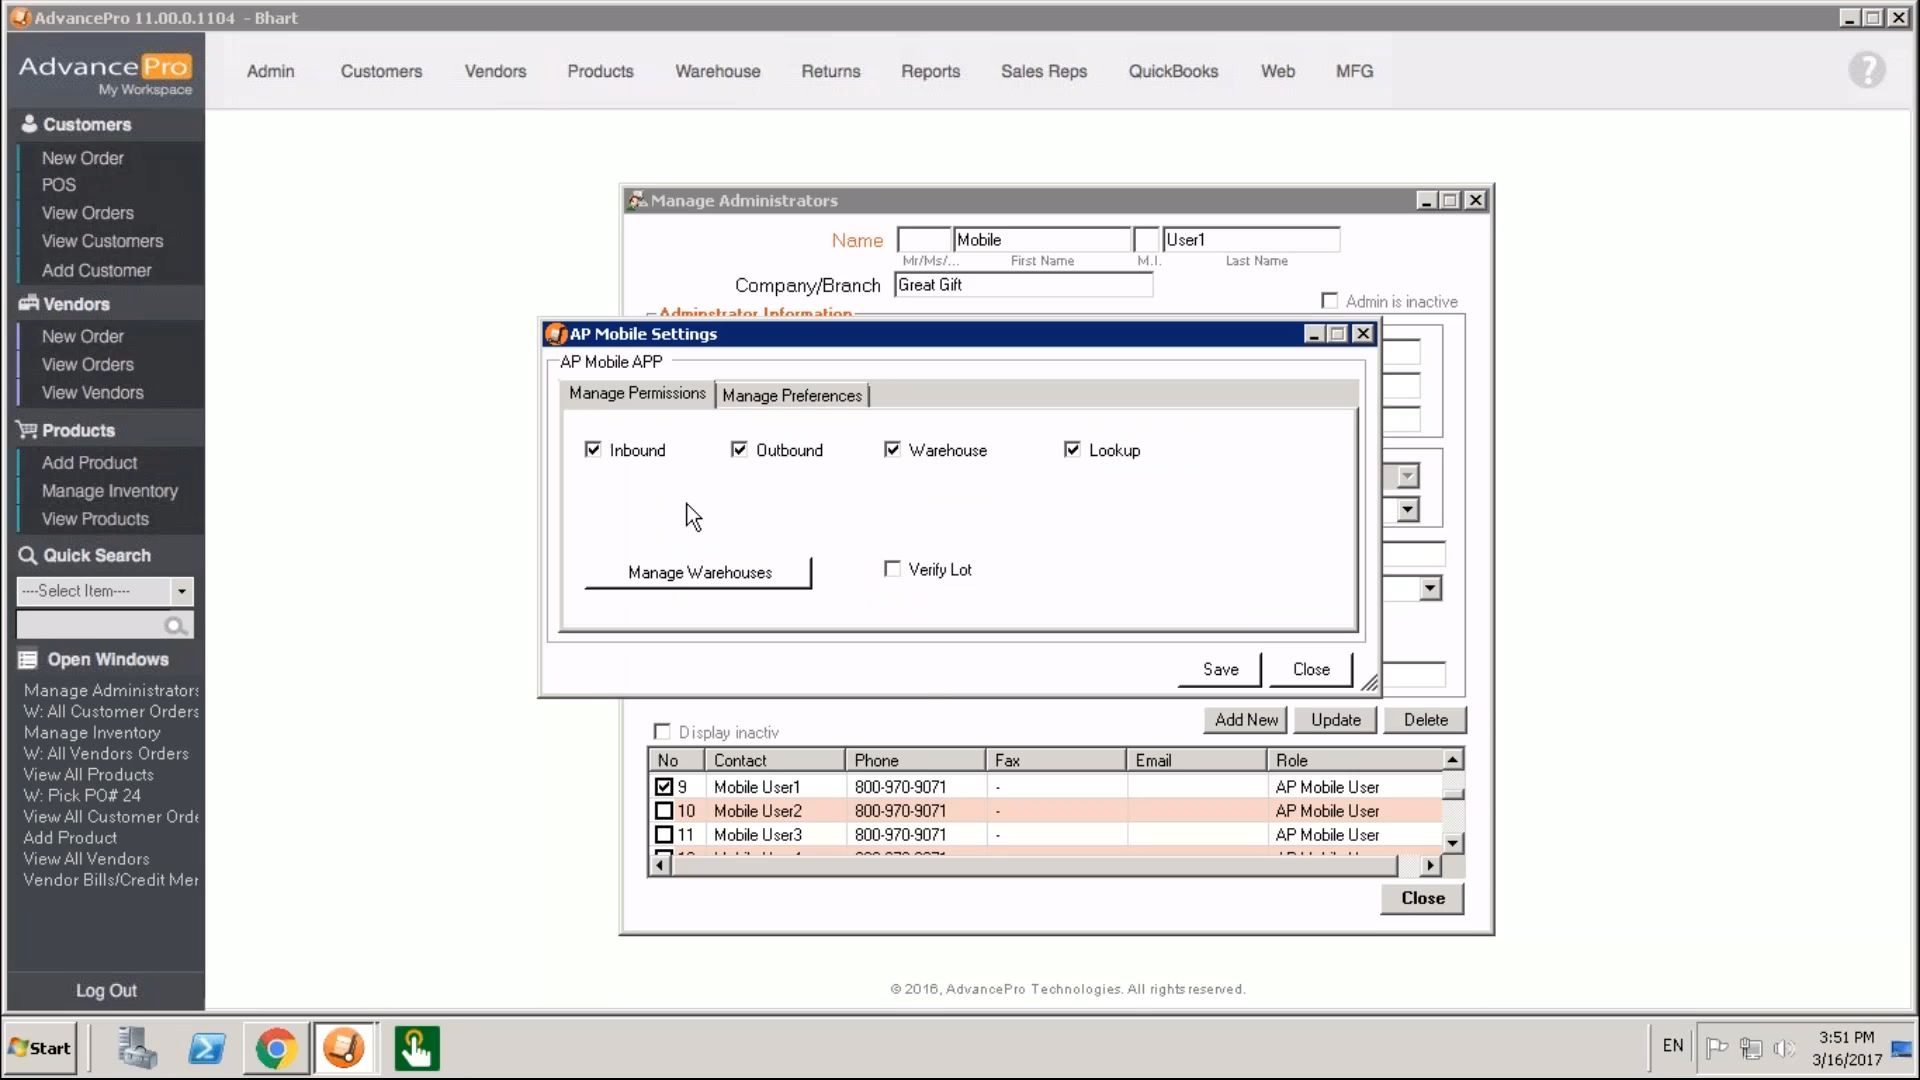 AdvancePro 11.00.0.1104 - Bhart
AdvancePro
My Workspace
Admin Customers Vendors Products Warehouse Returns Reports Sales Reps QuickBooks Web MFG
?
Customers
New Order
POS
View Orders
View Customers
Add Customer
Vendors
New Order
View Orders
View Vendors
Products
Add Product
Manage Inventory
View Products
Quick Search
----Select Item----
Open Windows
Manage Administrators
W: All Customer Orders
Manage Inventory
W: All Vendors Orders
View All Products
W: Pick PO# 24
View All Customer Orde
Add Product
View All Vendors
Vendor Bills/Credit Mer
Log Out
Manage Administrators
Name Mobile User1
Mr/Ms/... First Name M.I. Last Name
Company/Branch Great Gift
Admin is inactive
Adminstrator Information
AP Mobile Settings
AP Mobile APP
Manage Permissions Manage Preferences
Inbound Outbound Warehouse Lookup
Manage Warehouses Verify Lot
Save Close
Add New Update Delete
Display inactiv
No Contact Phone Fax Email Role
9 Mobile User1 800-970-9071 - AP Mobile User
10 Mobile User2 800-970-9071 - AP Mobile User
11 Mobile User3 800-970-9071 - AP Mobile User
Close
© 2016, AdvancePro Technologies. All rights reserved.
Start
EN
3:51 PM
3/16/2017